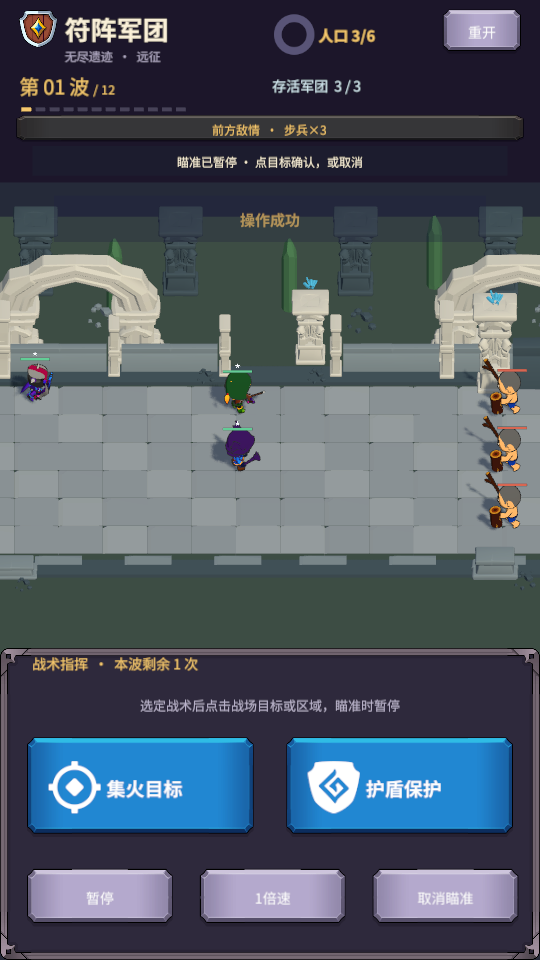 符阵军团
无尽遗迹 · 远征
人口 3/6
重开
第 01 波 / 12
存活军团 3 / 3
前方敌情 · 步兵×3
瞄准已暂停 · 点目标确认，或取消
操作成功
战术指挥 · 本波剩余 1 次
选定战术后点击战场目标或区域，瞄准时暂停
集火目标
护盾保护
暂停
1倍速
取消瞄准